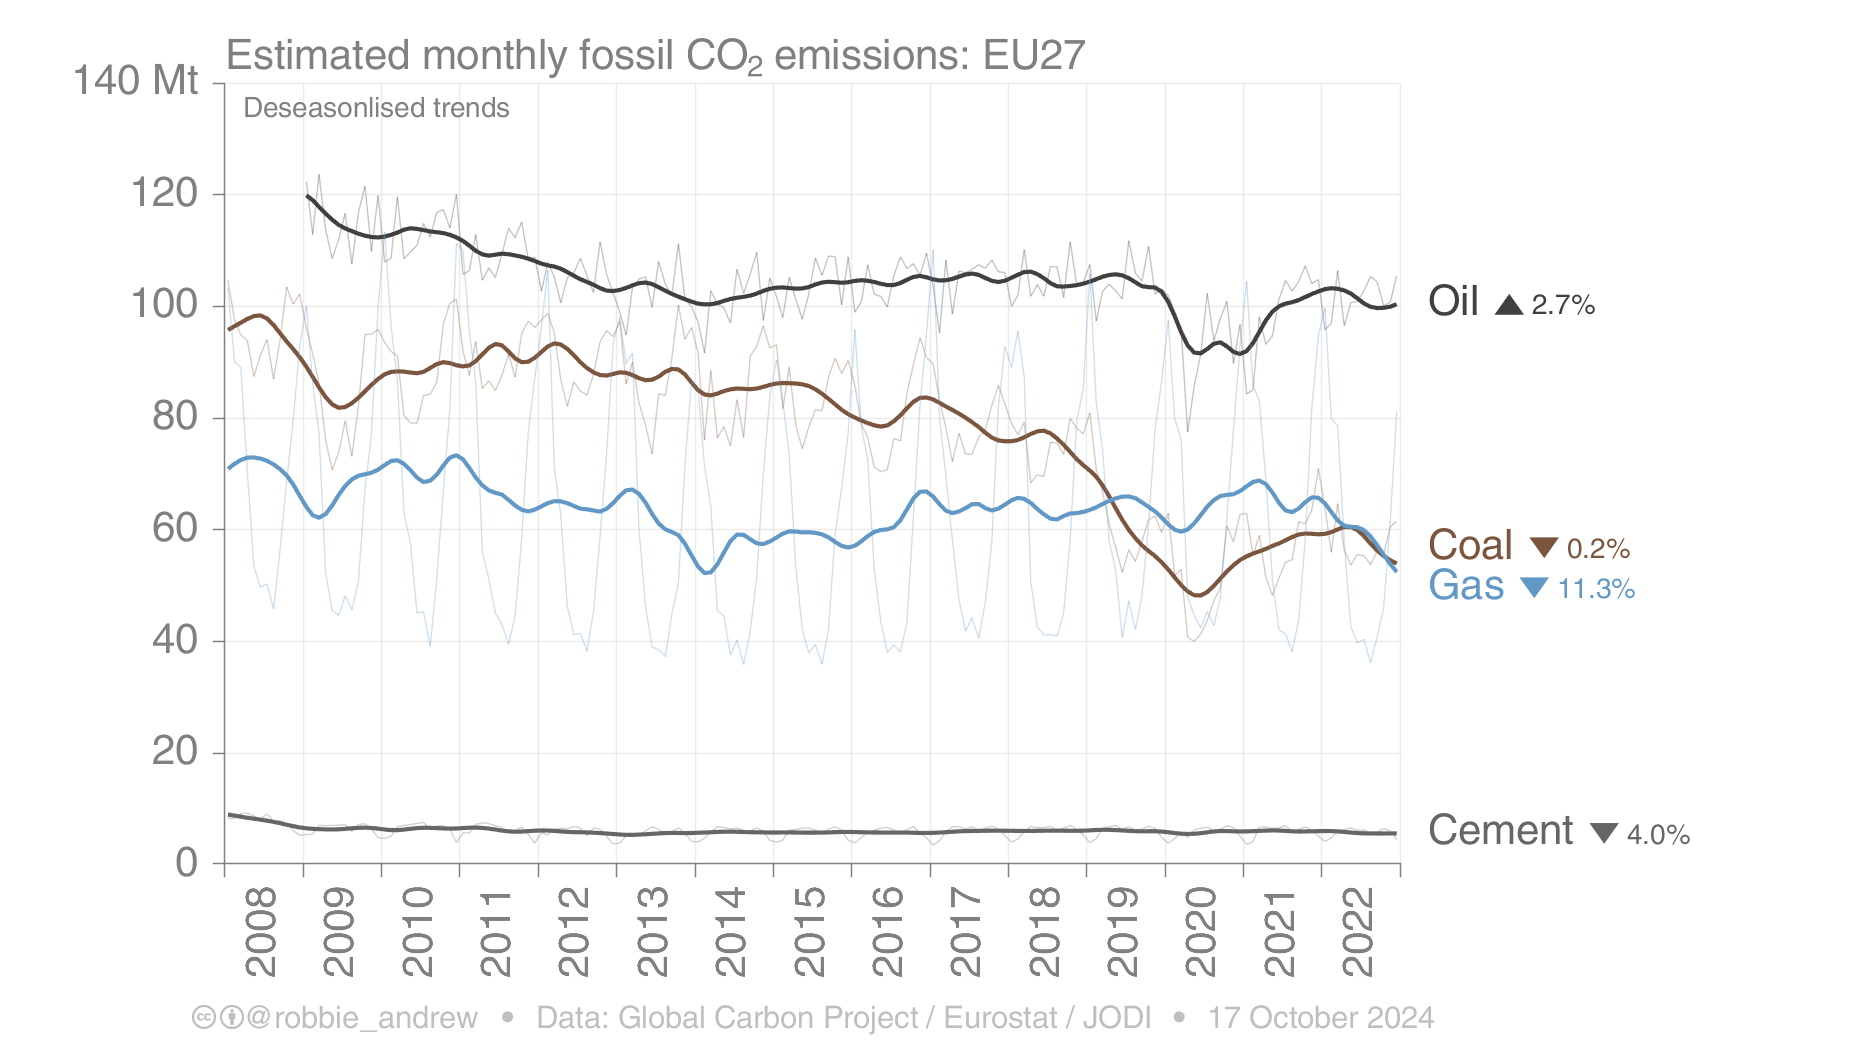 Estimated monthly fossil CO₂ emissions: EU27
140 Mt
Deseasonlised trends
120
100
80
60
40
20
0
Oil ▲ 2.7%
Coal ▼ 0.2%
Gas ▼ 11.3%
Cement ▼ 4.0%
2008 2009 2010 2011 2012 2013 2014 2015 2016 2017 2018 2019 2020 2021 2022
@robbie_andrew • Data: Global Carbon Project / Eurostat / JODI • 17 October 2024